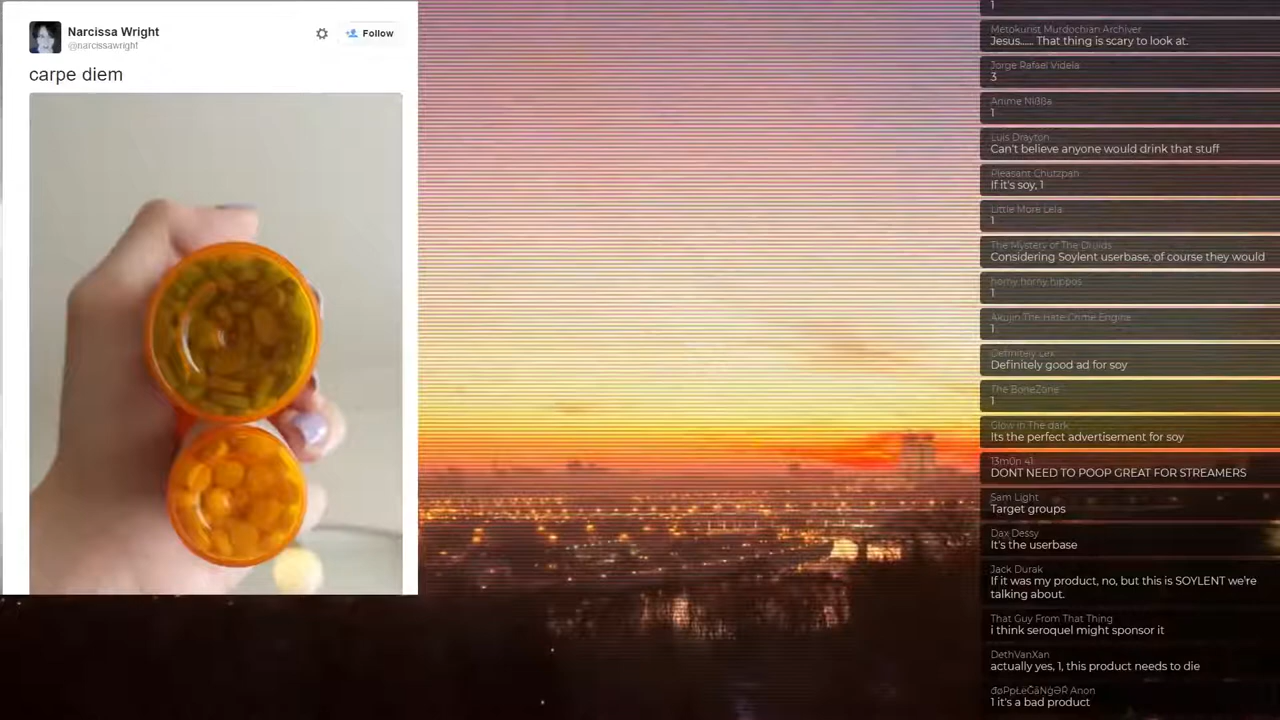 Narcissa Wright
@narcissawright
Follow
carpe diem
1
Metokurist Murdochian Archiver
Jesus...... That thing is scary to look at.
Jorge Rafael Videla
3
Anime Ni88a
1
Luis Drayton
Can't believe anyone would drink that stuff
Pleasant Chutzpah
If it's soy, 1
Little More Lela
1
The Mystery of The Druids
Considering Soylent userbase, of course they would
horny horny hippos
1
Akujin The Hate Crime Engine
1
Definitely Lex
Definitely good ad for soy
The BoneZone
1
Glow in The dark
Its the perfect advertisement for soy
13m0n 41
DONT NEED TO POOP GREAT FOR STREAMERS
Sam Light
Target groups
Dax Dessy
It's the userbase
Jack Durak
If it was my product, no, but this is SOYLENT we're
talking about.
That Guy From That Thing
i think seroquel might sponsor it
DethVanXan
actually yes, 1, this product needs to die
Anon
1 it's a bad product